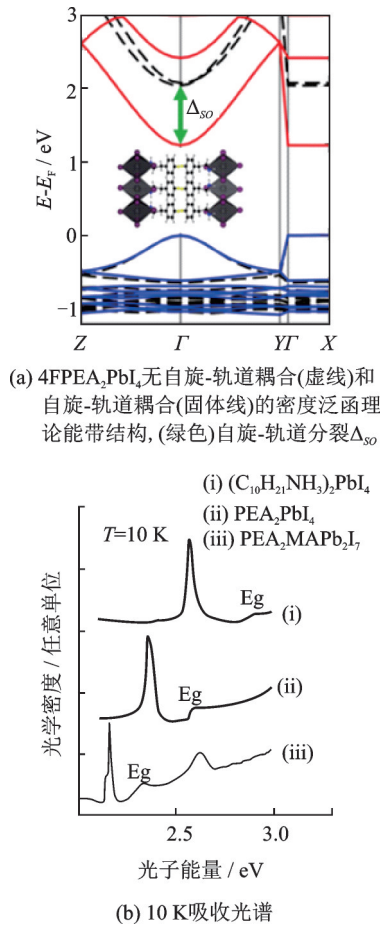 3
2
1
0
−1
E-E_F / eV
Δ_SO
Z Γ Y Γ X
(a) 4FPEA₂PbI₄无自旋-轨道耦合(虚线)和
自旋-轨道耦合(固体线)的密度泛函理
论能带结构, (绿色)自旋-轨道分裂Δ_SO
(i) (C₁₀H₂₁NH₃)₂PbI₄
(ii) PEA₂PbI₄
(iii) PEA₂MAPb₂I₇
T=10 K
Eg
(i)
Eg
(ii)
Eg
(iii)
光学密度 / 任意单位
2.5 3.0
光子能量 / eV
(b) 10 K吸收光谱